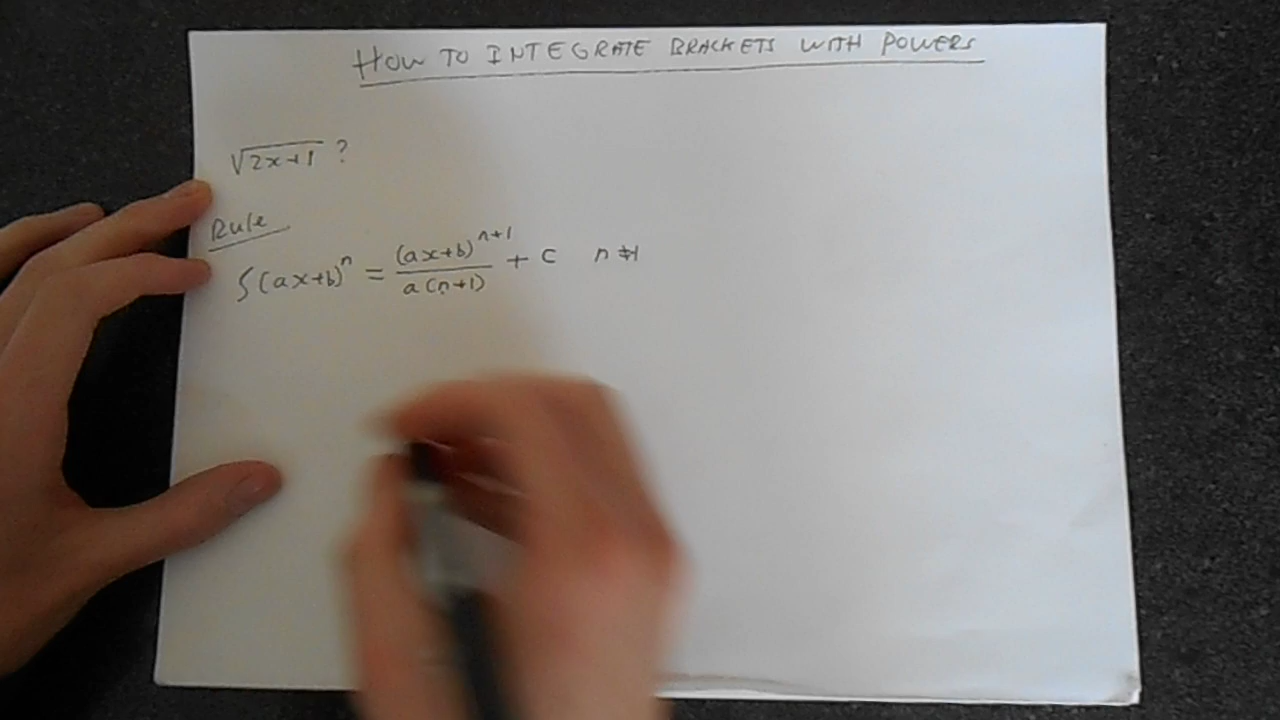 HOW TO INTEGRATE BRACKETS WITH POWERS
√(2x+1) ?
Rule
∫(ax+b)^n = (ax+b)^(n+1) / a(n+1) + c n ≠ -1